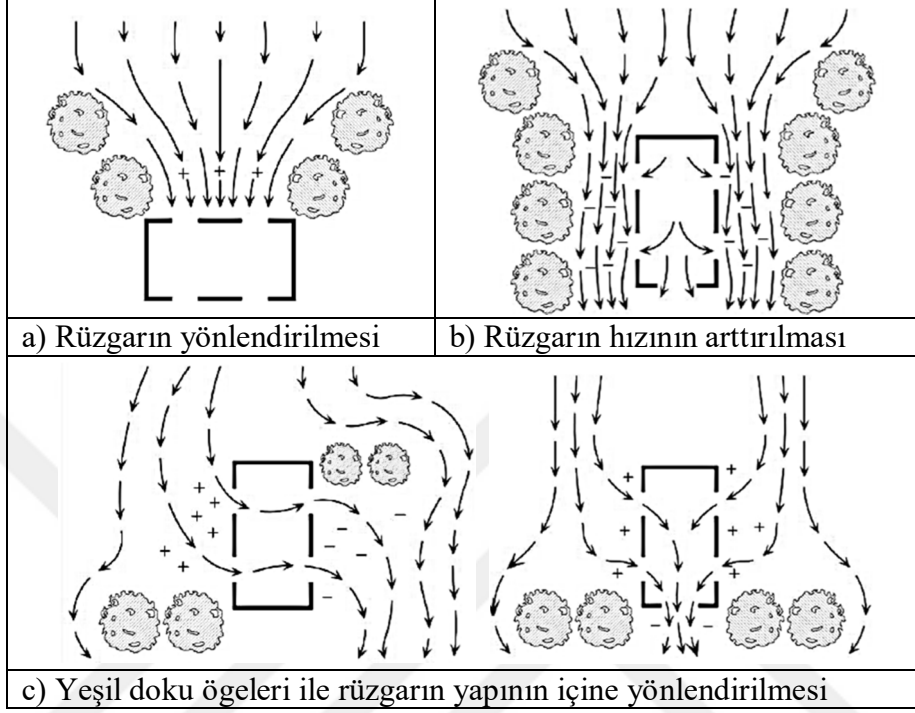 a) Rüzgarın yönlendirilmesi
b) Rüzgarın hızının arttırılması
c) Yeşil doku ögeleri ile rüzgarın yapının içine yönlendirilmesi